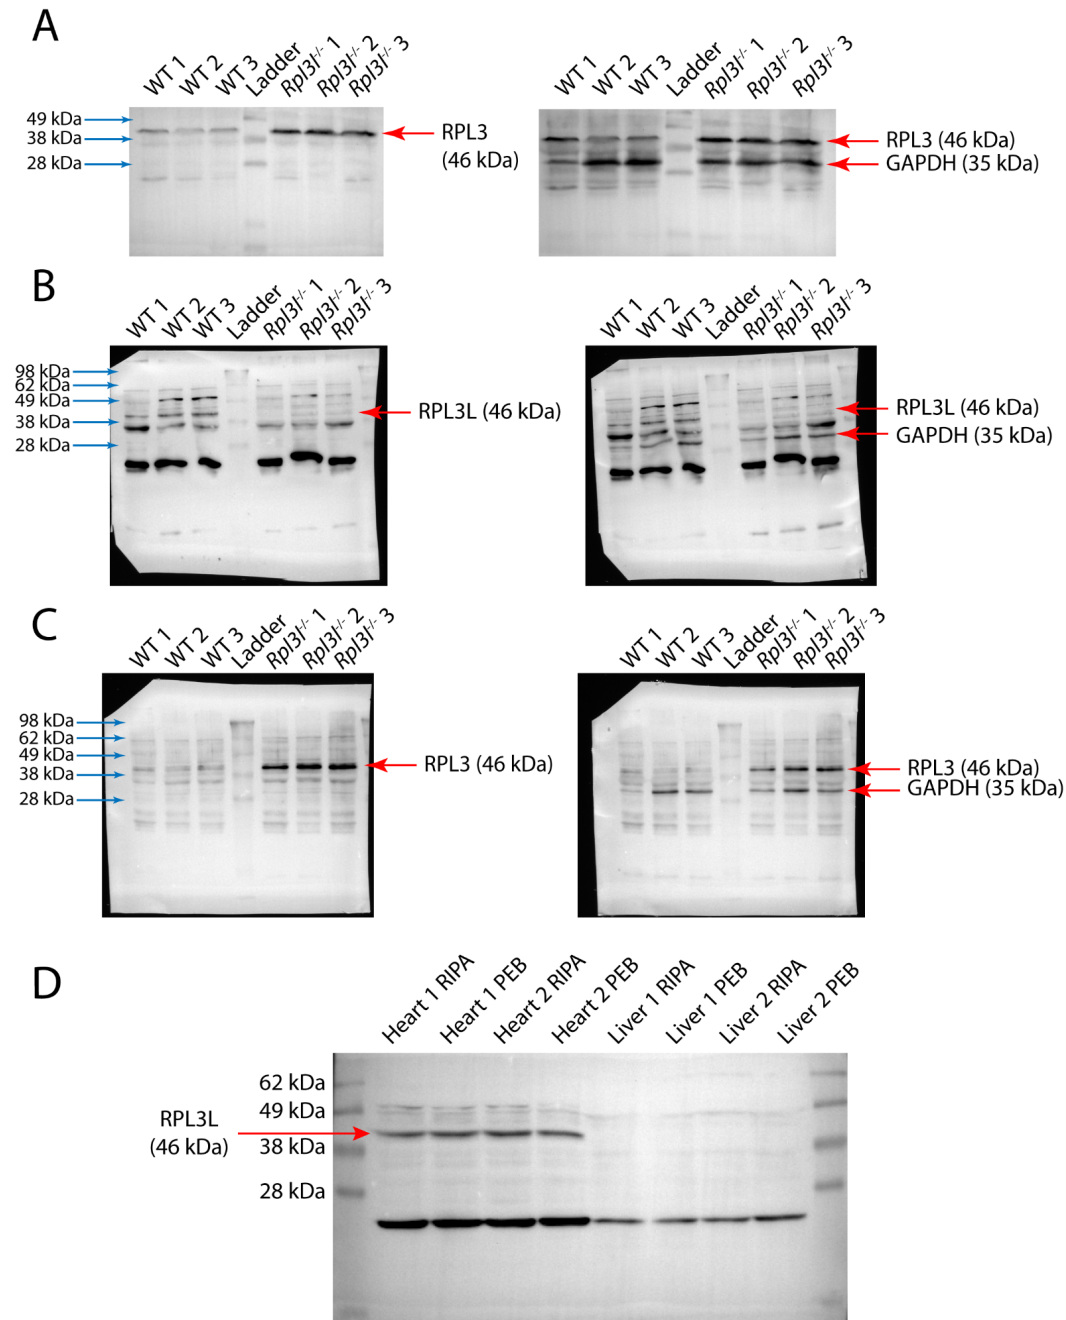 A
WT 1
WT 2
WT 3
Ladder
Rpl3l-/- 1
Rpl3l-/- 2
Rpl3l-/- 3
49 kDa
38 kDa
28 kDa
RPL3
(46 kDa)
WT 1
WT 2
WT 3
Ladder
Rpl3l-/- 1
Rpl3l-/- 2
Rpl3l-/- 3
RPL3 (46 kDa)
GAPDH (35 kDa)
B
WT 1
WT 2
WT 3
Ladder
Rpl3l-/- 1
Rpl3l-/- 2
Rpl3l-/- 3
98 kDa
62 kDa
49 kDa
38 kDa
28 kDa
RPL3L (46 kDa)
WT 1
WT 2
WT 3
Ladder
Rpl3l-/- 1
Rpl3l-/- 2
Rpl3l-/- 3
RPL3L (46 kDa)
GAPDH (35 kDa)
C
WT 1
WT 2
WT 3
Ladder
Rpl3l-/- 1
Rpl3l-/- 2
Rpl3l-/- 3
98 kDa
62 kDa
49 kDa
38 kDa
28 kDa
RPL3 (46 kDa)
WT 1
WT 2
WT 3
Ladder
Rpl3l-/- 1
Rpl3l-/- 2
Rpl3l-/- 3
RPL3 (46 kDa)
GAPDH (35 kDa)
D
Heart 1 RIPA
Heart 1 PEB
Heart 2 RIPA
Heart 2 PEB
Liver 1 RIPA
Liver 1 PEB
Liver 2 RIPA
Liver 2 PEB
62 kDa
49 kDa
RPL3L
(46 kDa)
38 kDa
28 kDa